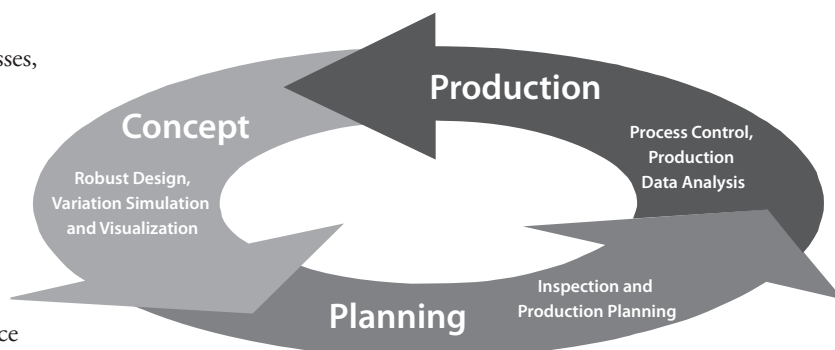 sses,
Production
Concept
Process Control,
Production
Data Analysis
Robust Design,
Variation Simulation
and Visualization
Inspection and
Production Planning
Planning
ce